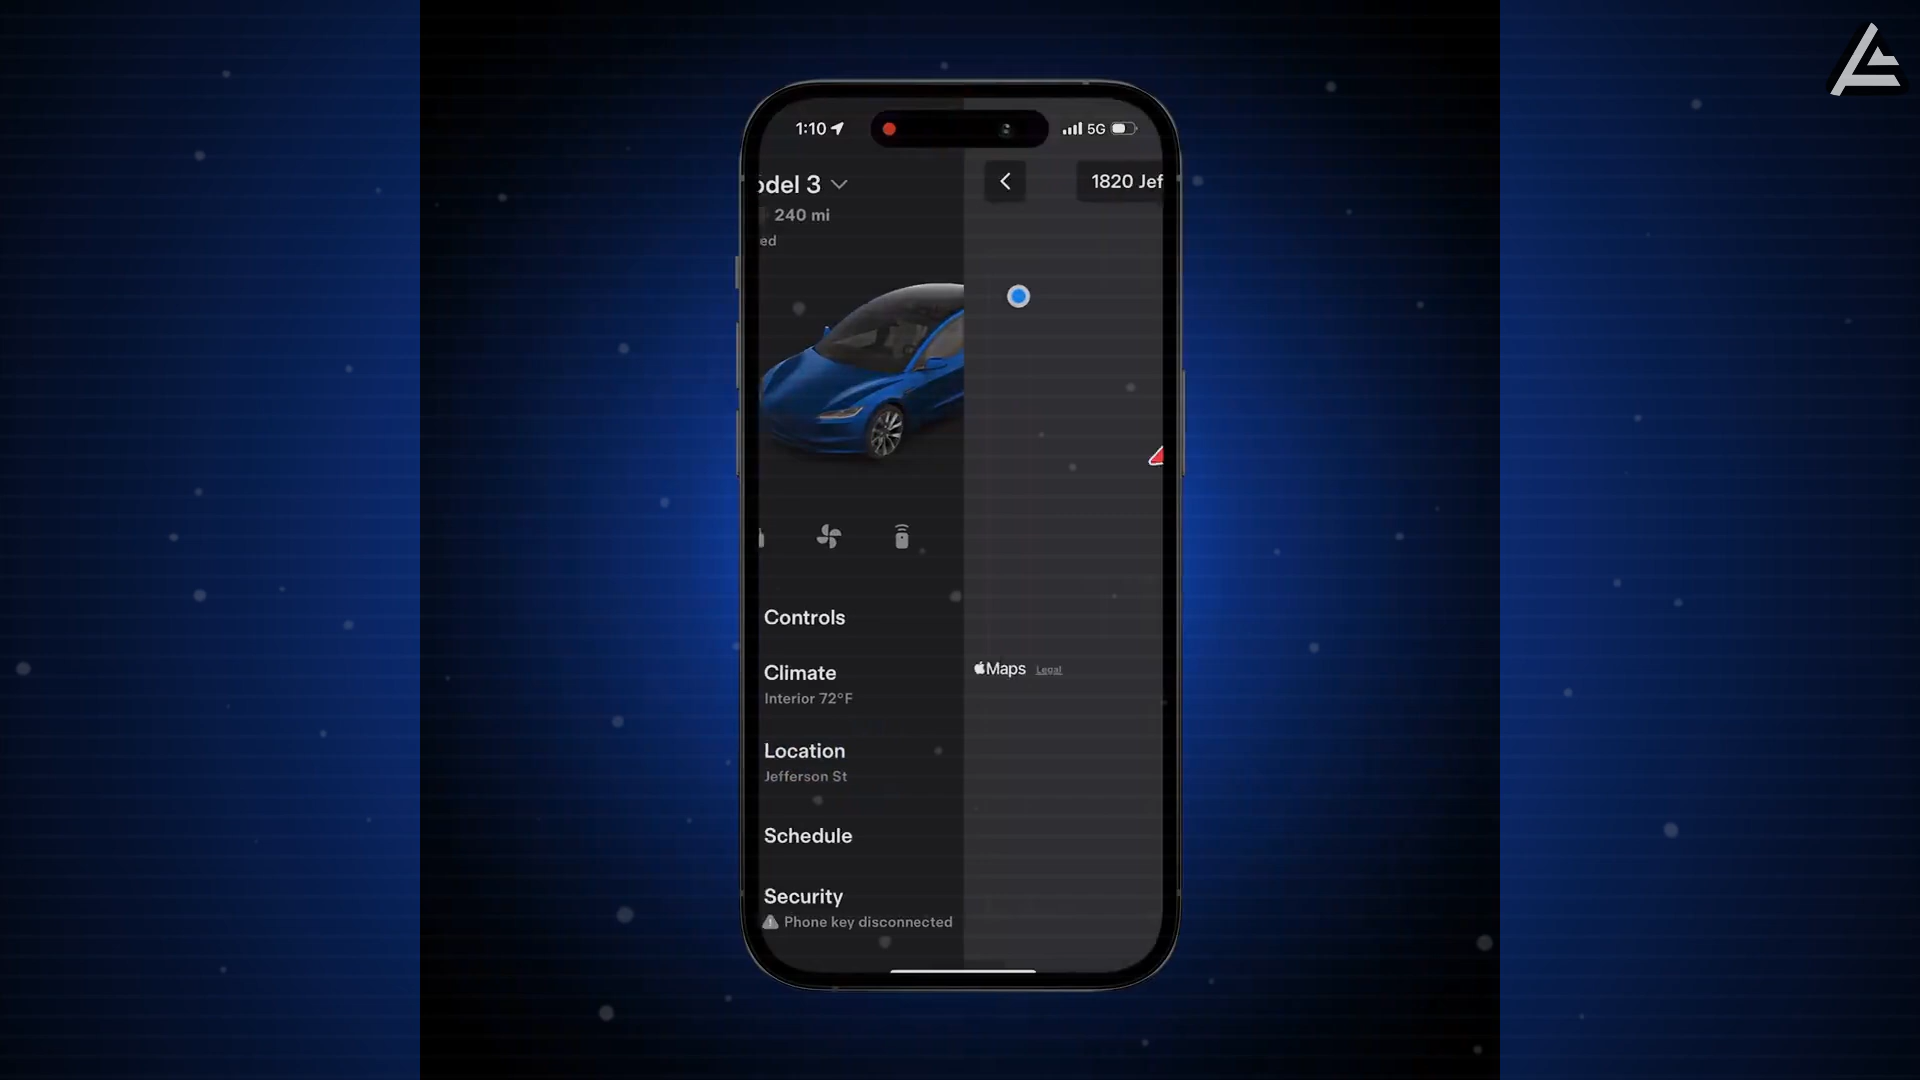 1:10
5G
odel 3
240 mi
ed
1820 Jef
Controls
Climate
Interior 72°F
Maps Legal
Location
Jefferson St
Schedule
Security
Phone key disconnected